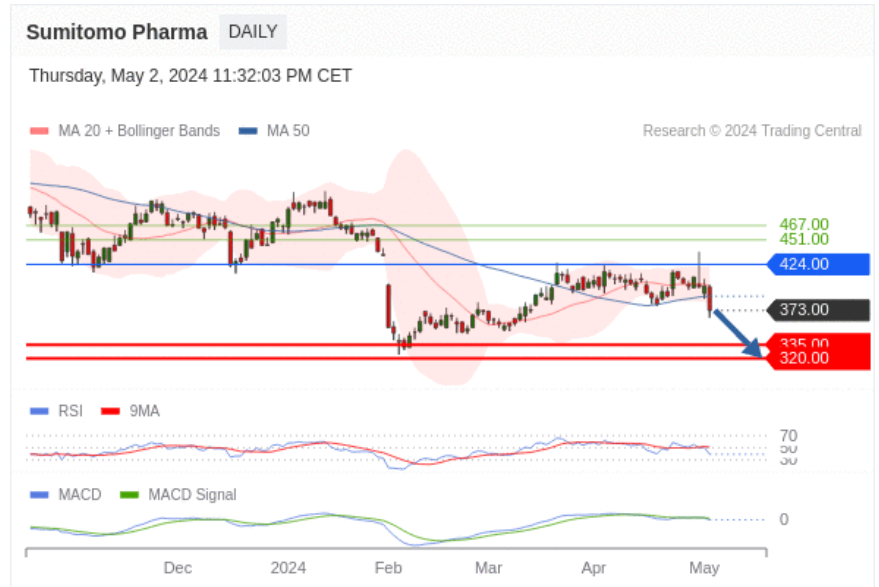 Sumitomo Pharma DAILY
Thursday, May 2, 2024 11:32:03 PM CET
MA 20 + Bollinger Bands MA 50 Research © 2024 Trading Central
467.00
451.00
424.00
373.00
335.00
320.00
RSI 9MA
70
50
30
MACD MACD Signal
0
Dec 2024 Feb Mar Apr May